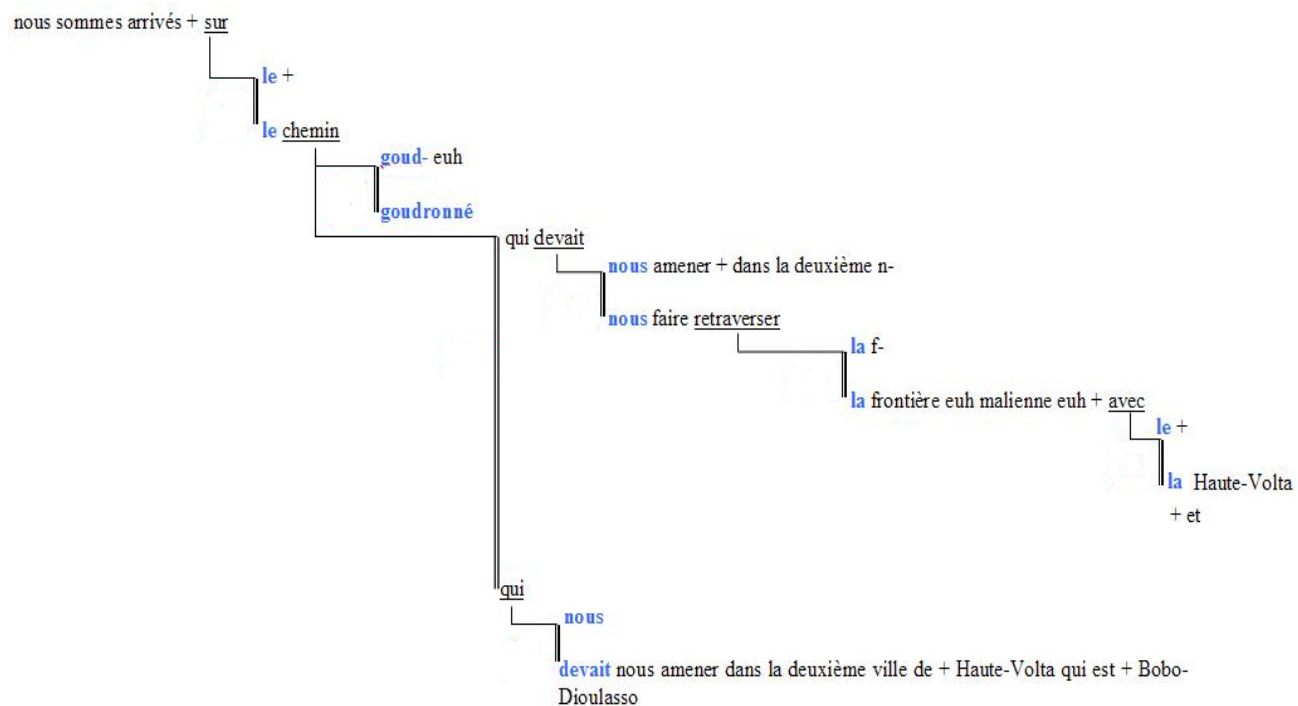 nous sommes arrivés + sur
le +
le chemin
goud- euh
goudronné
qui devait
nous amener + dans la deuxième n-
nous faire retraverser
la f-
la frontière euh malienne euh + avec
le +
la Haute-Volta
+ et
qui
nous
devait nous amener dans la deuxième ville de + Haute-Volta qui est + Bobo-
Dioulasso